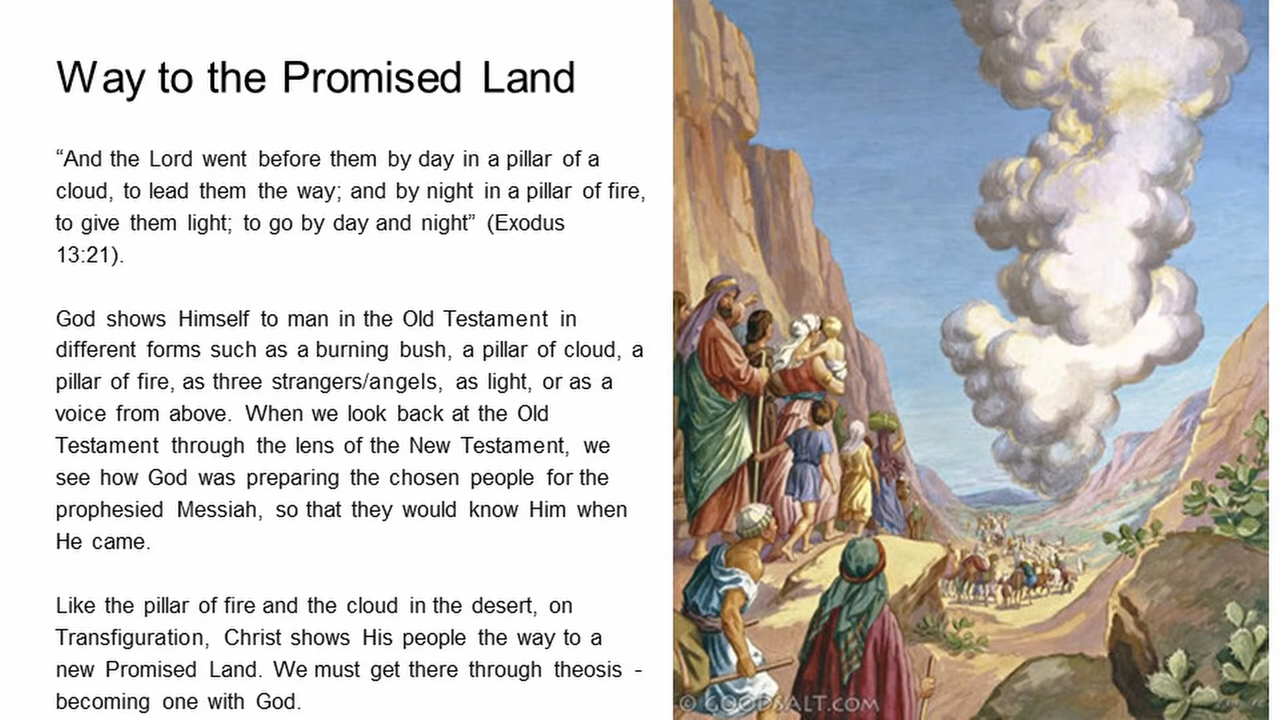 Way to the Promised Land
“And the Lord went before them by day in a pillar of a
cloud, to lead them the way; and by night in a pillar of fire,
to give them light; to go by day and night” (Exodus
13:21).
God shows Himself to man in the Old Testament in
different forms such as a burning bush, a pillar of cloud, a
pillar of fire, as three strangers/angels, as light, or as a
voice from above. When we look back at the Old
Testament through the lens of the New Testament, we
see how God was preparing the chosen people for the
prophesied Messiah, so that they would know Him when
He came.
Like the pillar of fire and the cloud in the desert, on
Transfiguration, Christ shows His people the way to a
new Promised Land. We must get there through theosis -
becoming one with God.
© GOODSALT.COM